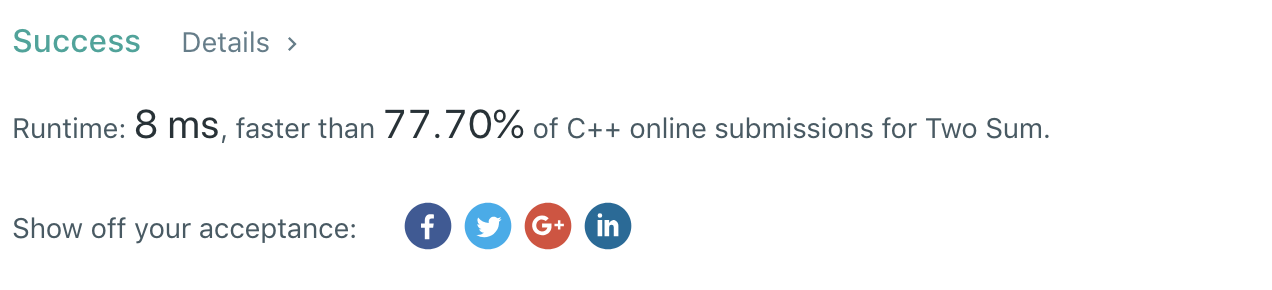 Success Details >
Runtime: 8 ms, faster than 77.70% of C++ online submissions for Two Sum.
Show off your acceptance: f G+ in